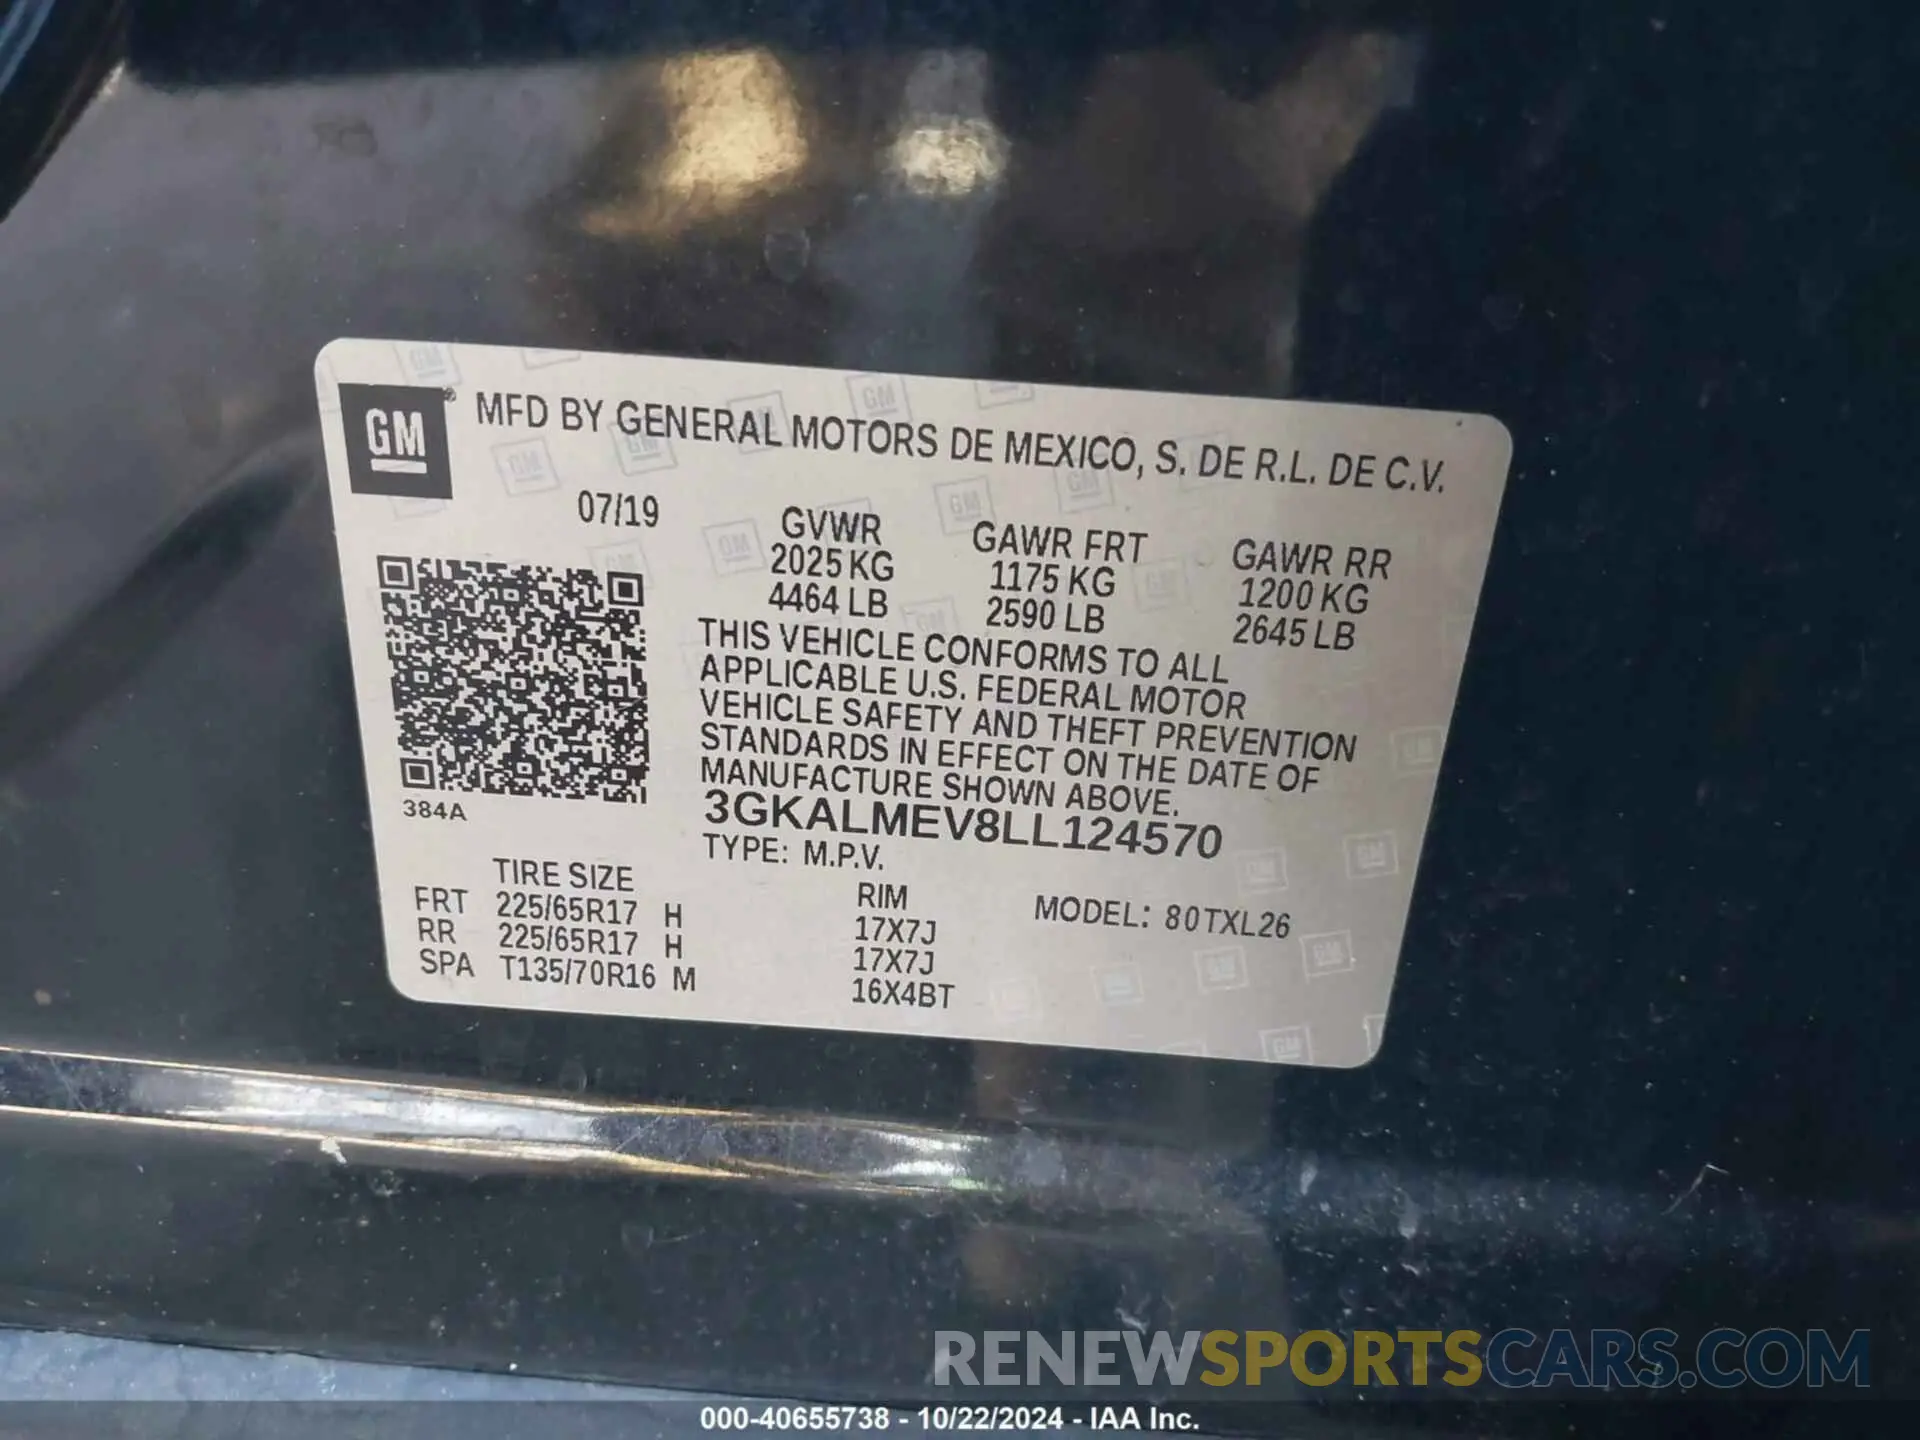 GM ® MFD BY GENERAL MOTORS DE MEXICO, S. DE R.L. DE C.V.
07/19
GVWR GAWR FRT GAWR RR
2025 KG 1175 KG 1200 KG
4464 LB 2590 LB 2645 LB
THIS VEHICLE CONFORMS TO ALL
APPLICABLE U.S. FEDERAL MOTOR
VEHICLE SAFETY AND THEFT PREVENTION
STANDARDS IN EFFECT ON THE DATE OF
MANUFACTURE SHOWN ABOVE.
384A
3GKALMEV8LL124570
TYPE: M.P.V.
TIRE SIZE RIM MODEL: 80TXL26
FRT 225/65R17 H 17X7J
RR 225/65R17 H 17X7J
SPA T135/70R16 M 16X4BT
RENEWSPORTSCARS.COM
000-40655738 - 10/22/2024 - IAA Inc.